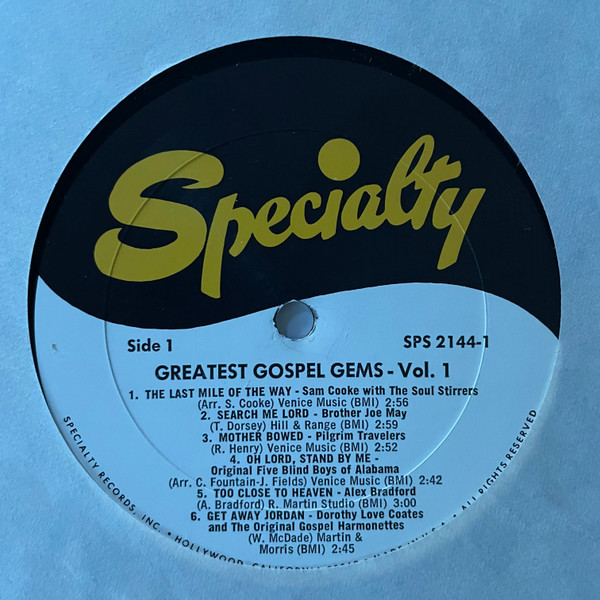 Specialty
Side 1
SPS 2144-1
GREATEST GOSPEL GEMS - Vol. 1
1. THE LAST MILE OF THE WAY - Sam Cooke with The Soul Stirrers
(Arr. S. Cooke) Venice Music (BMI) 2:56
2. SEARCH ME LORD - Brother Joe May
(T. Dorsey) Hill & Range (BMI) 2:59
3. MOTHER BOWED - Pilgrim Travelers
(R. Henry) Venice Music (BMI) 2:52
4. OH LORD, STAND BY ME -
Original Five Blind Boys of Alabama
(Arr. C. Fountain-J. Fields) Venice Music (BMI) 2:42
5. TOO CLOSE TO HEAVEN - Alex Bradford
(A. Bradford) R. Martin Studio (BMI) 3:00
6. GET AWAY JORDAN - Dorothy Love Coates
and The Original Gospel Harmonettes
(W. McDade) Martin &
Morris (BMI) 2:45
SPECIALTY RECORDS, INC. • HOLLYWOOD, CALIFORNIA
ALL RIGHTS RESERVED